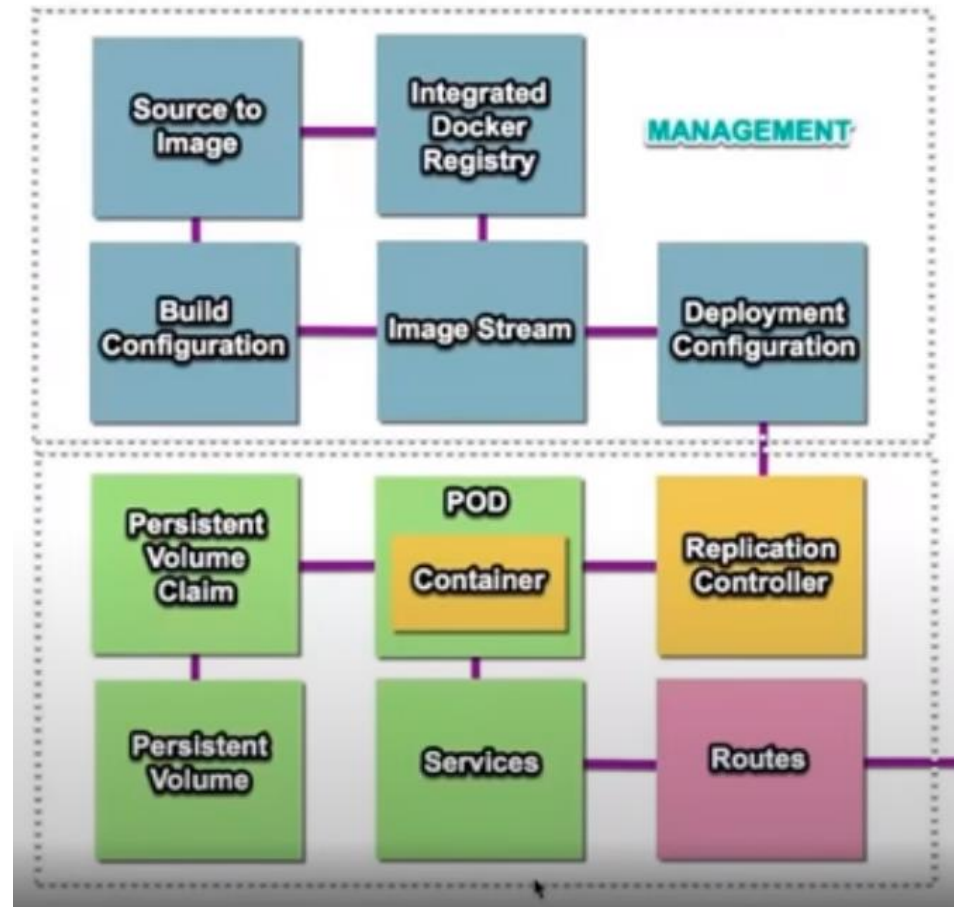 Source to
Image
Integrated
Docker
Registry
MANAGEMENT
Build
Configuration
Image Stream
Deployment
Configuration
Persistent
Volume
Claim
POD
Container
Replication
Controller
Persistent
Volume
Services
Routes